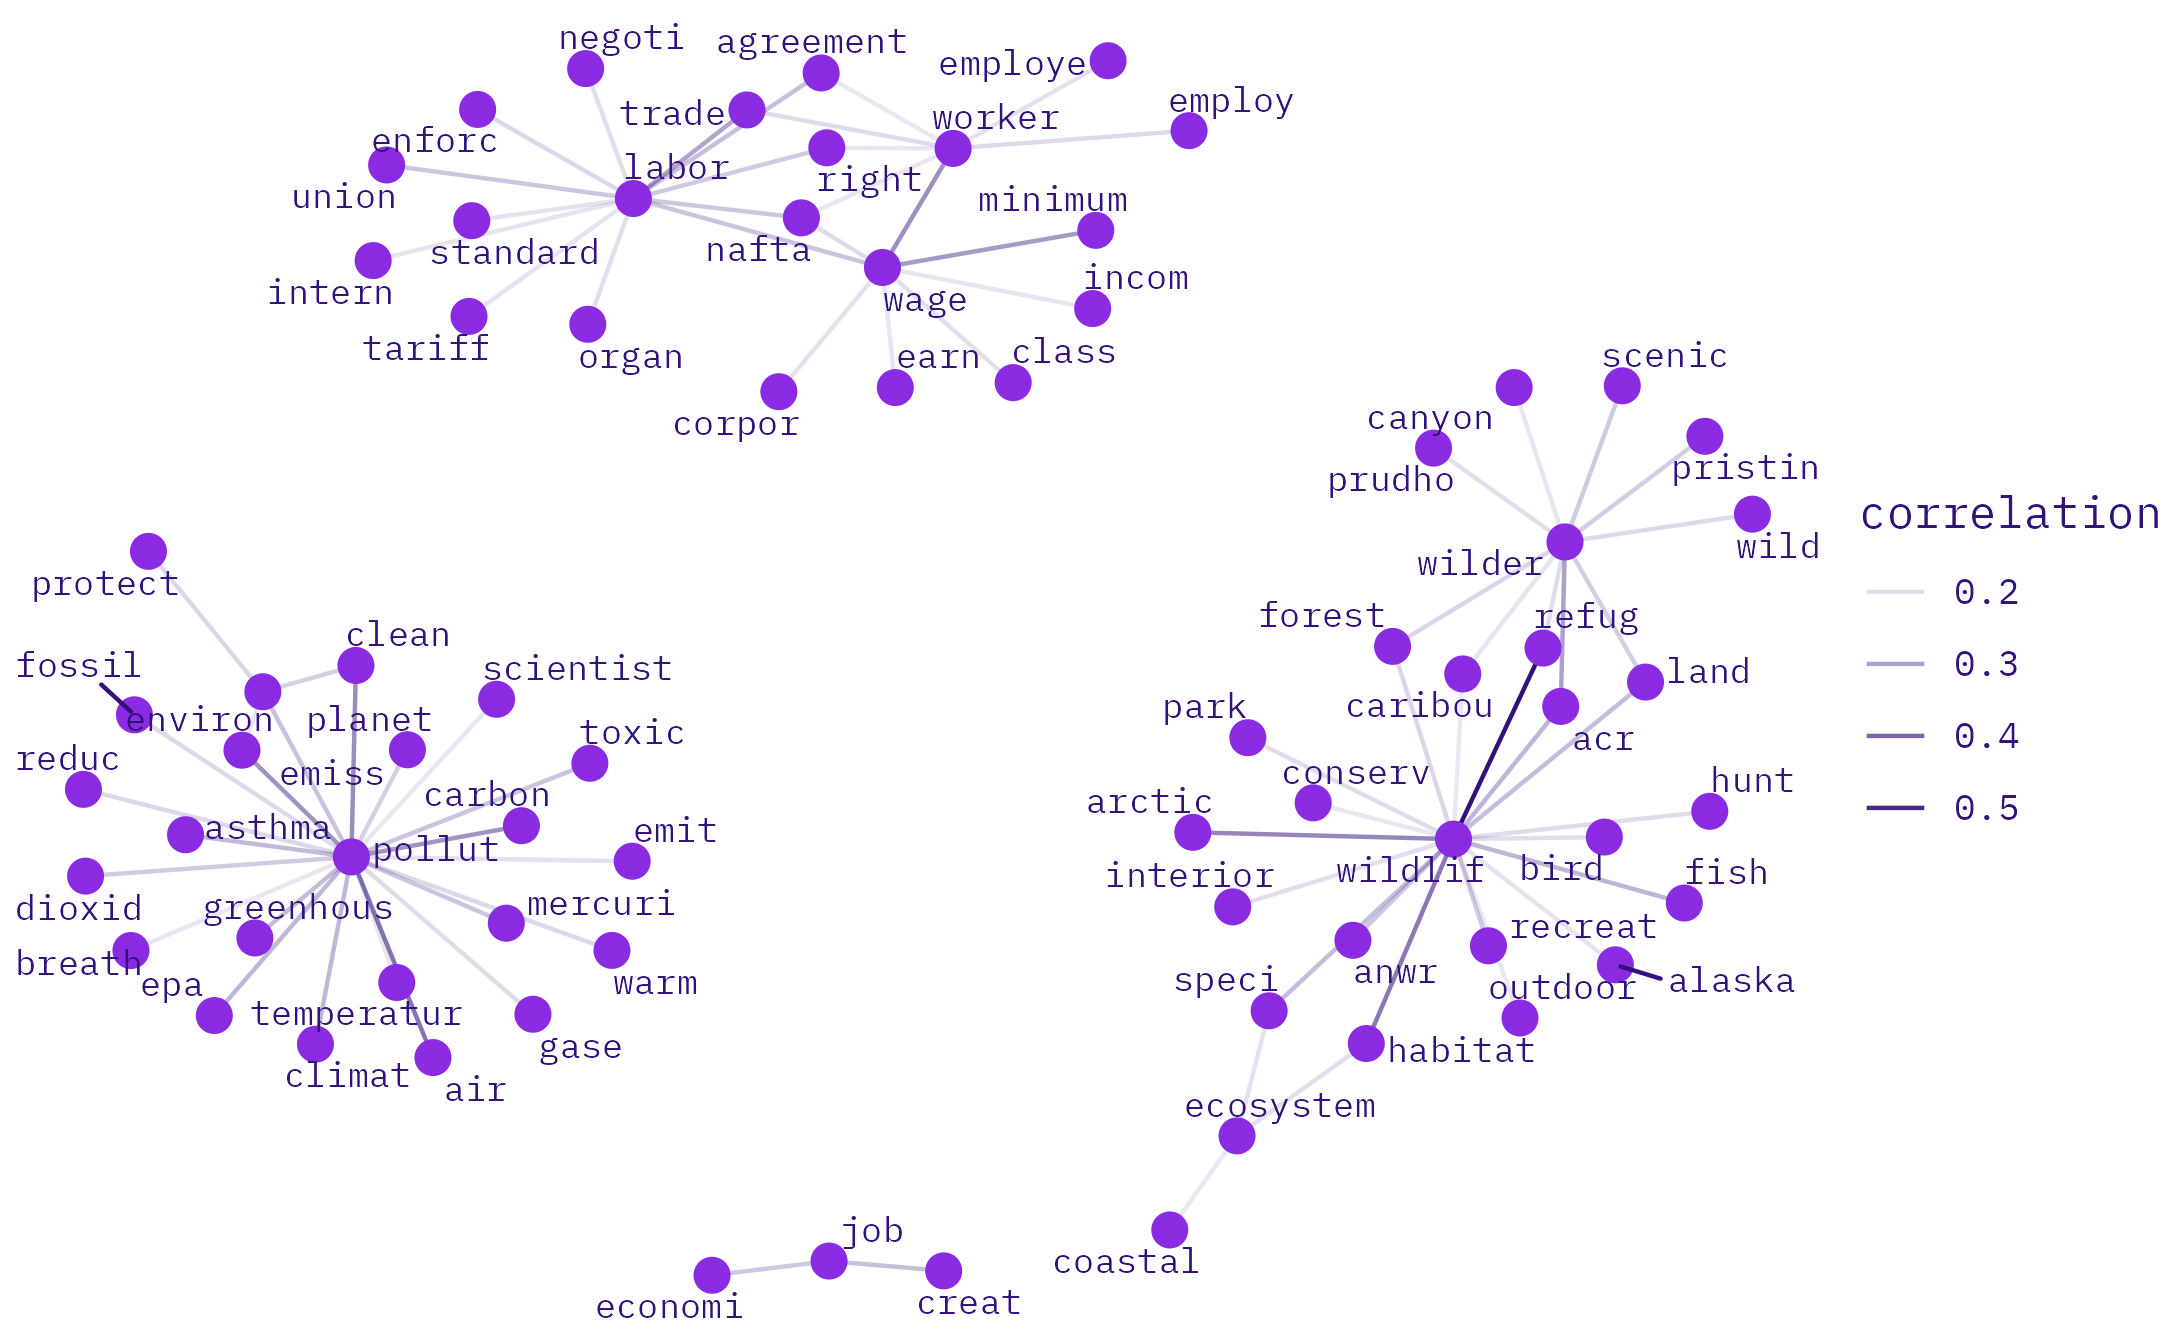 negoti
agreement
employe
employ
trade
worker
enforc
labor
right
union
minimum
standard
nafta
intern
incom
wage
tariff
organ
earn
class
corpor
scenic
canyon
pristin
prudho
wild
wilder
correlation
0.2
0.3
0.4
0.5
protect
clean
fossil
scientist
environ
planet
toxic
reduc
emiss
carbon
asthma
emit
pollut
dioxid
greenhous
mercuri
breath
epa
warm
temperatur
gase
climat
air
forest
refug
land
park
caribou
acr
conserv
hunt
arctic
interior
wildlif
bird
fish
recreat
speci
anwr
outdoor
alaska
habitat
ecosystem
coastal
job
economi
creat